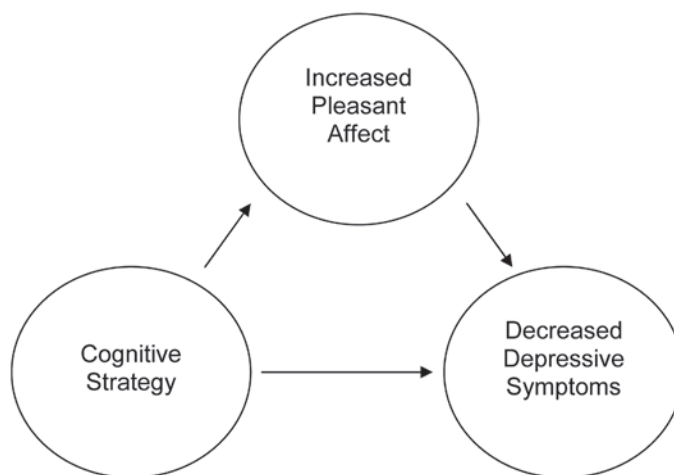 Increased
Pleasant
Affect
Cognitive
Strategy
Decreased
Depressive
Symptoms